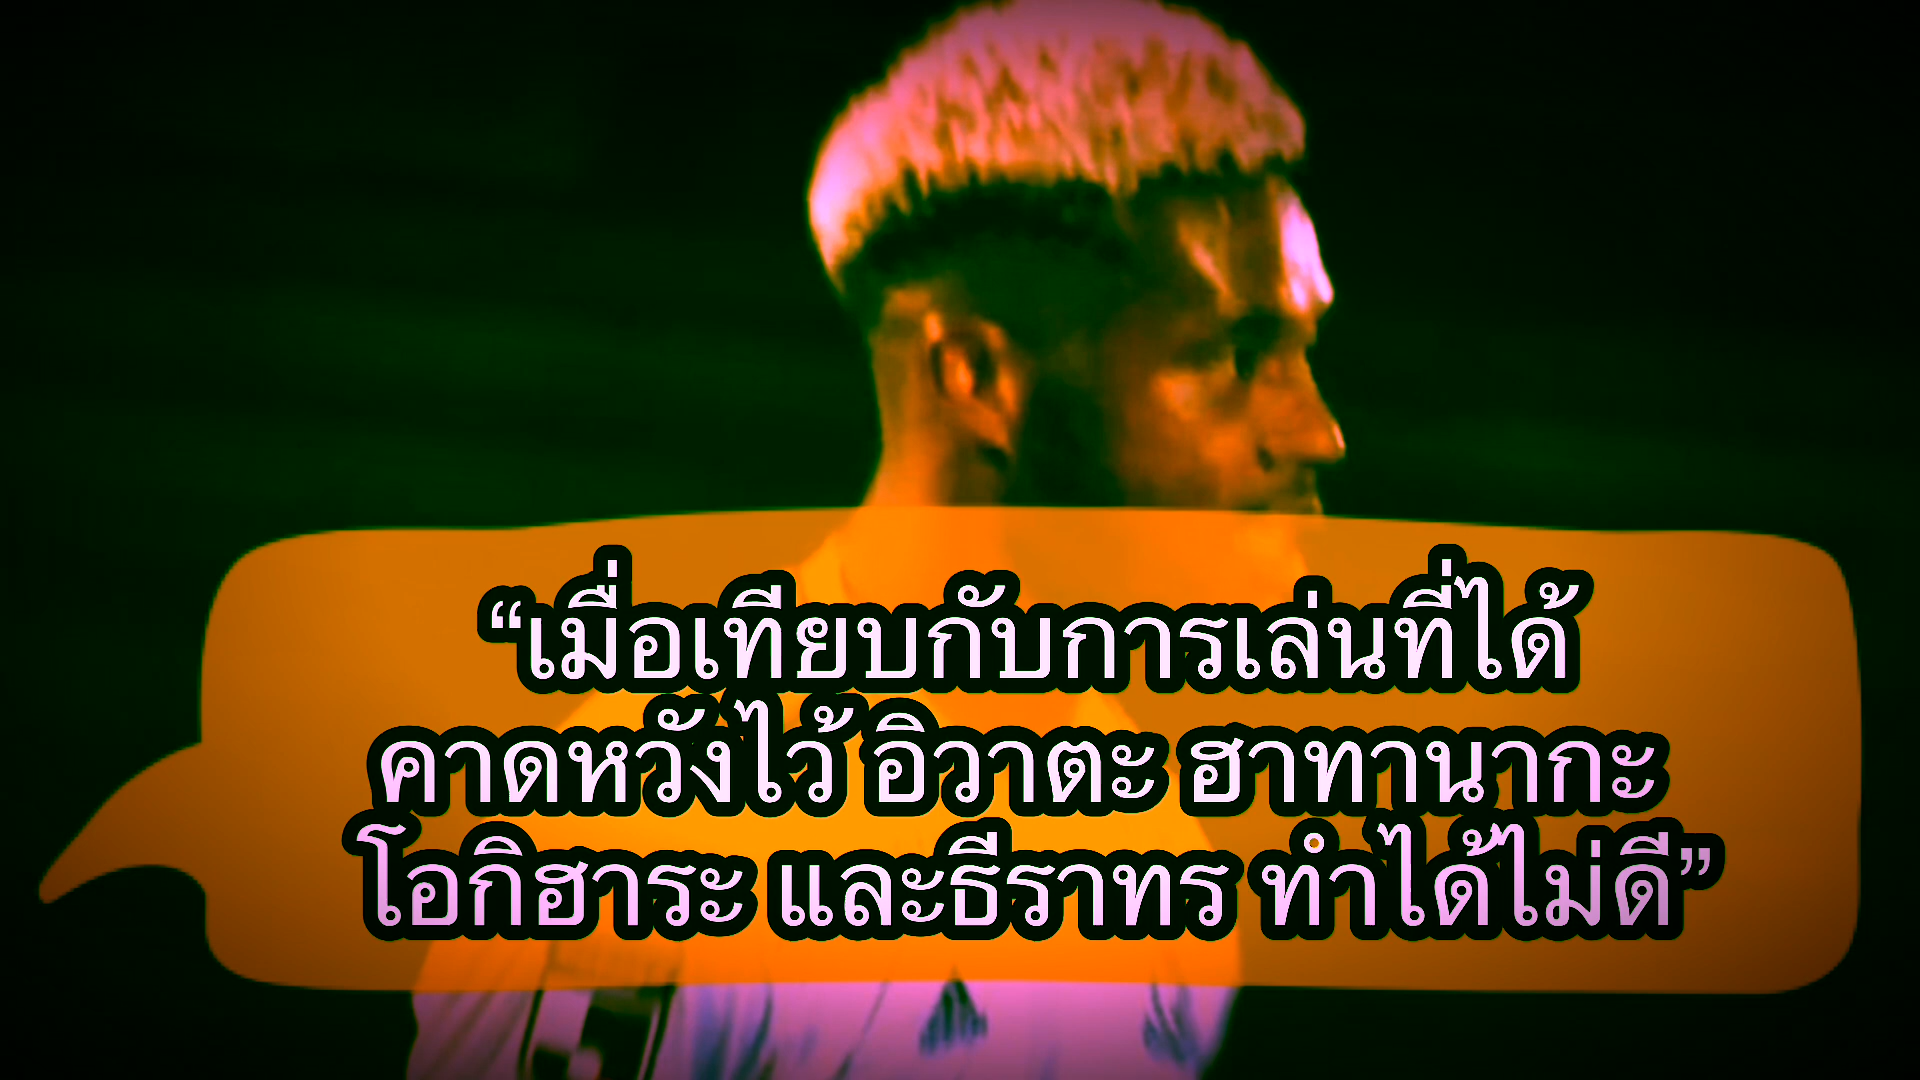 “เมื่อเทียบกับการเล่นที่ได้
คาดหวังไว้ อิวาตะ ฮาทานากะ
โอกิฮาระ และธีราทร ทำได้ไม่ดี”